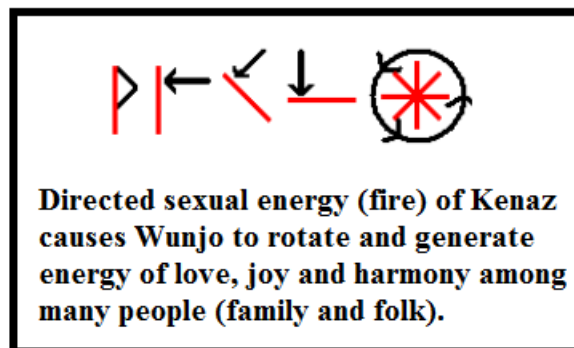 Directed sexual energy (fire) of Kenaz
causes Wunjo to rotate and generate
energy of love, joy and harmony among
many people (family and folk).